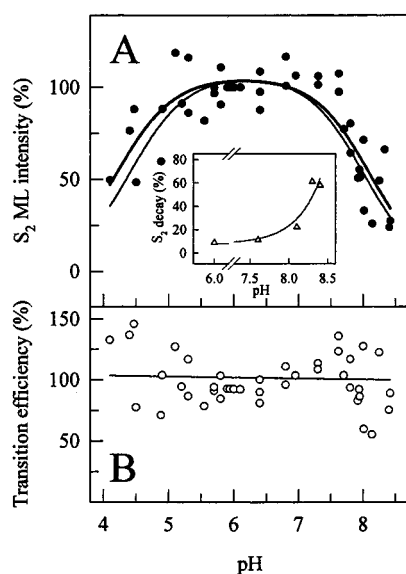 A
S₂ ML intensity (%)
100
50
0
S₂ decay (%)
80
60
40
20
0
6.0 7.5 8.0 8.5
pH
Transition efficiency (%)
150
100
50
B
4 5 6 7 8
pH